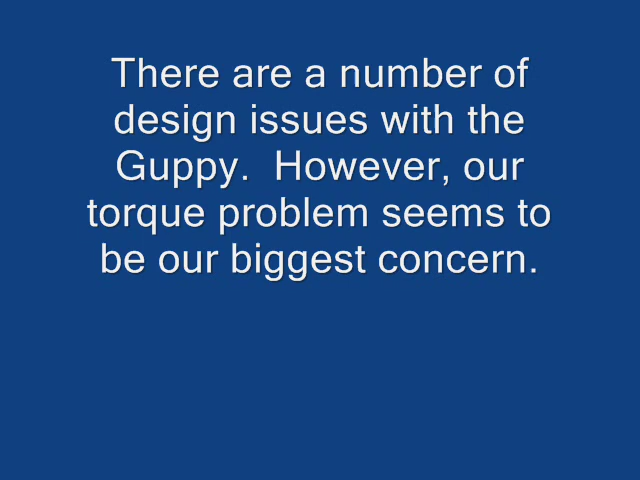 There are a number of
design issues with the
Guppy.  However, our
torque problem seems to
be our biggest concern.